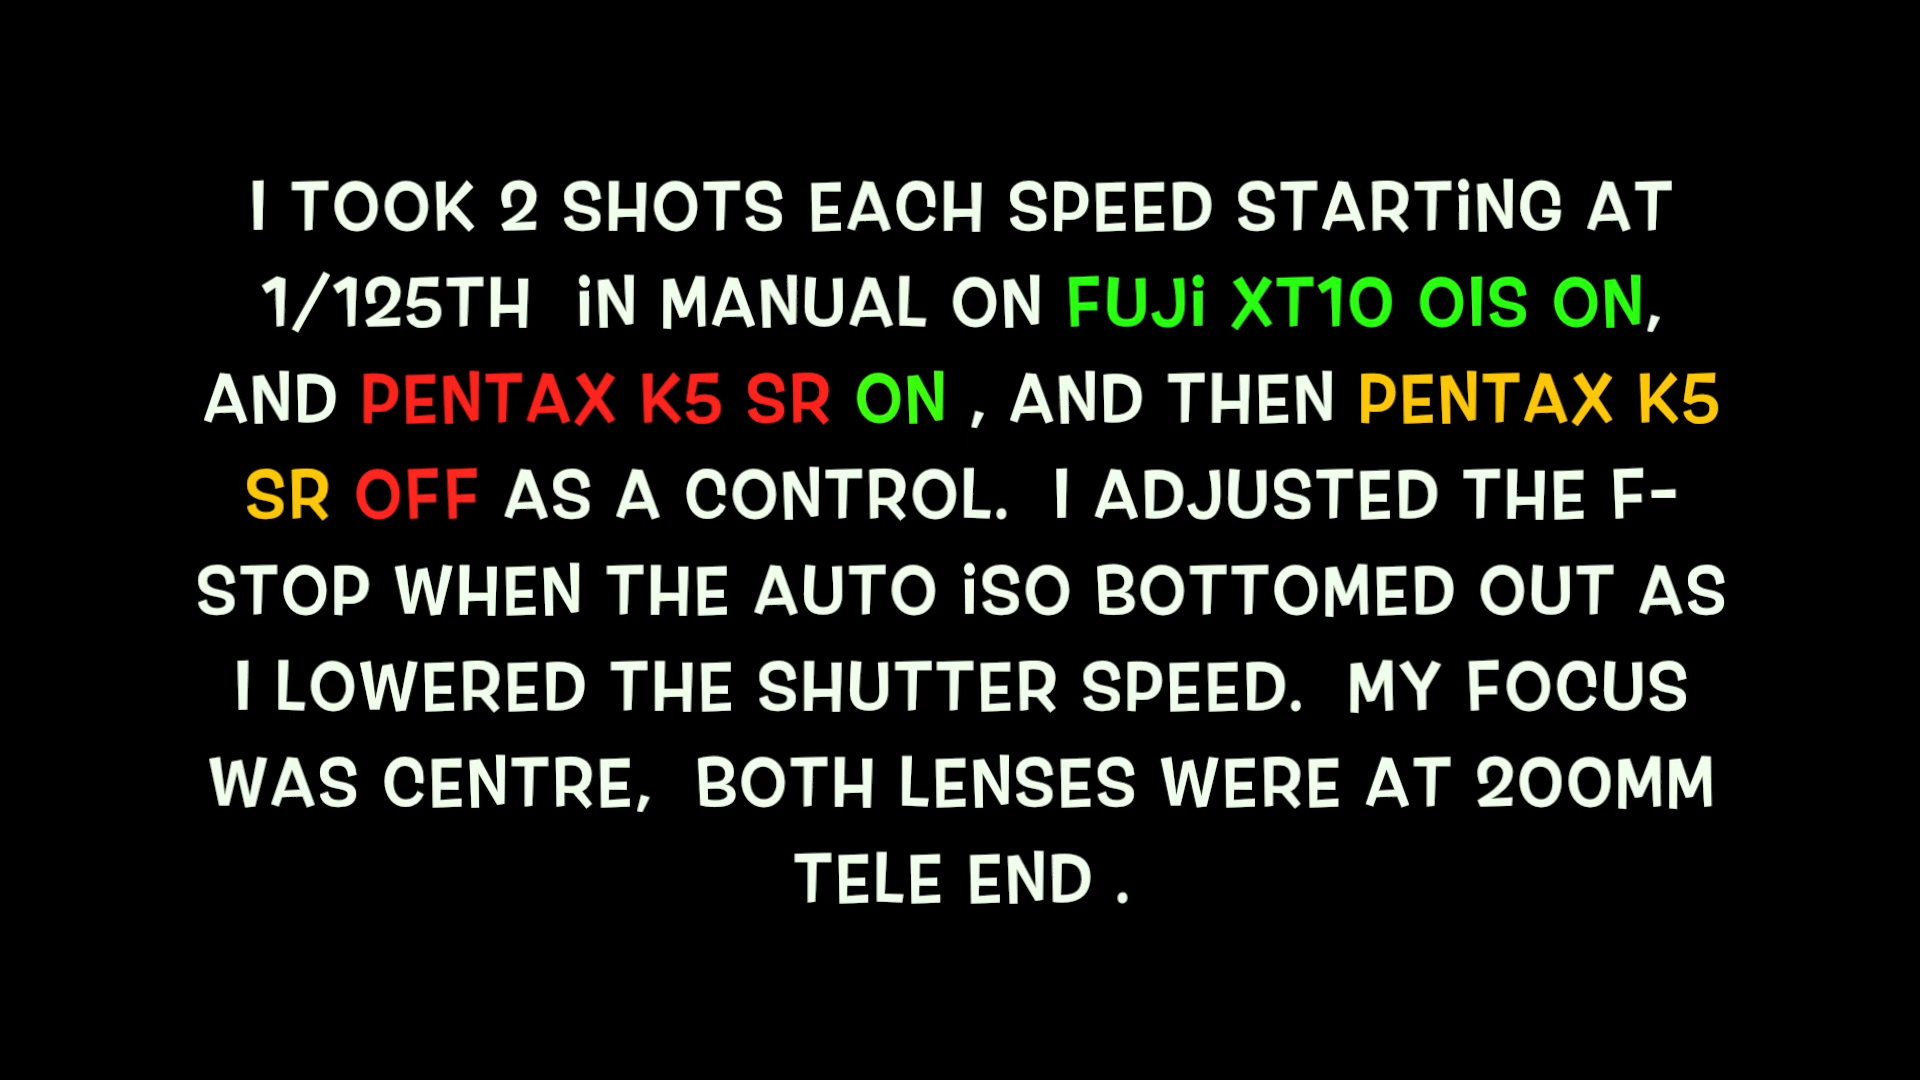 I TOOK 2 SHOTS EACH SPEED STARTiNG AT
1/125TH  iN MANUAL ON FUJi XT10 OIS ON,
AND PENTAX K5 SR ON , AND THEN PENTAX K5
SR OFF AS A CONTROL.  I ADJUSTED THE F-
STOP WHEN THE AUTO iSO BOTTOMED OUT AS
I LOWERED THE SHUTTER SPEED.  MY FOCUS
WAS CENTRE,  BOTH LENSES WERE AT 200MM
TELE END .